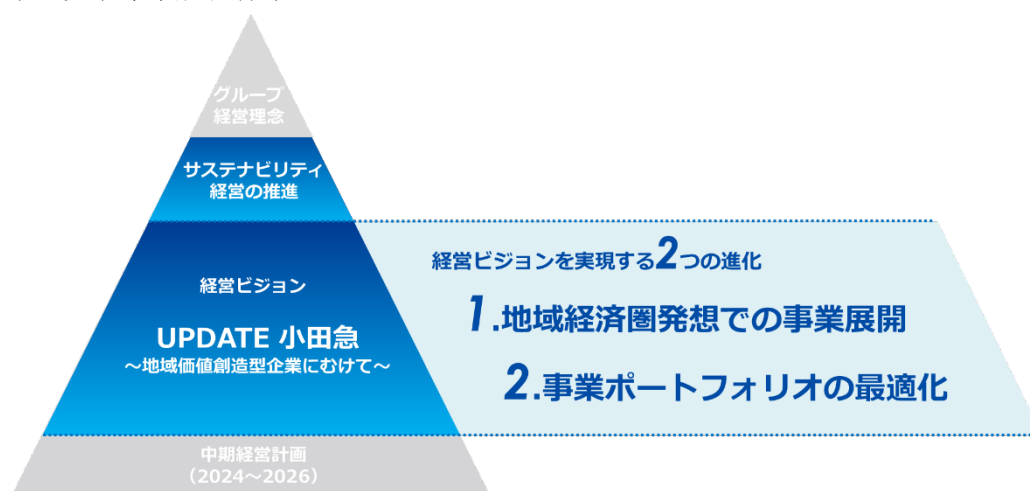 グループ
経営理念
サステナビリティ
経営の推進
経営ビジョン
UPDATE 小田急
～地域価値創造型企業にむけて～
中期経営計画
（2024～2026）
経営ビジョンを実現する2つの進化
1.地域経済圏発想での事業展開
2.事業ポートフォリオの最適化